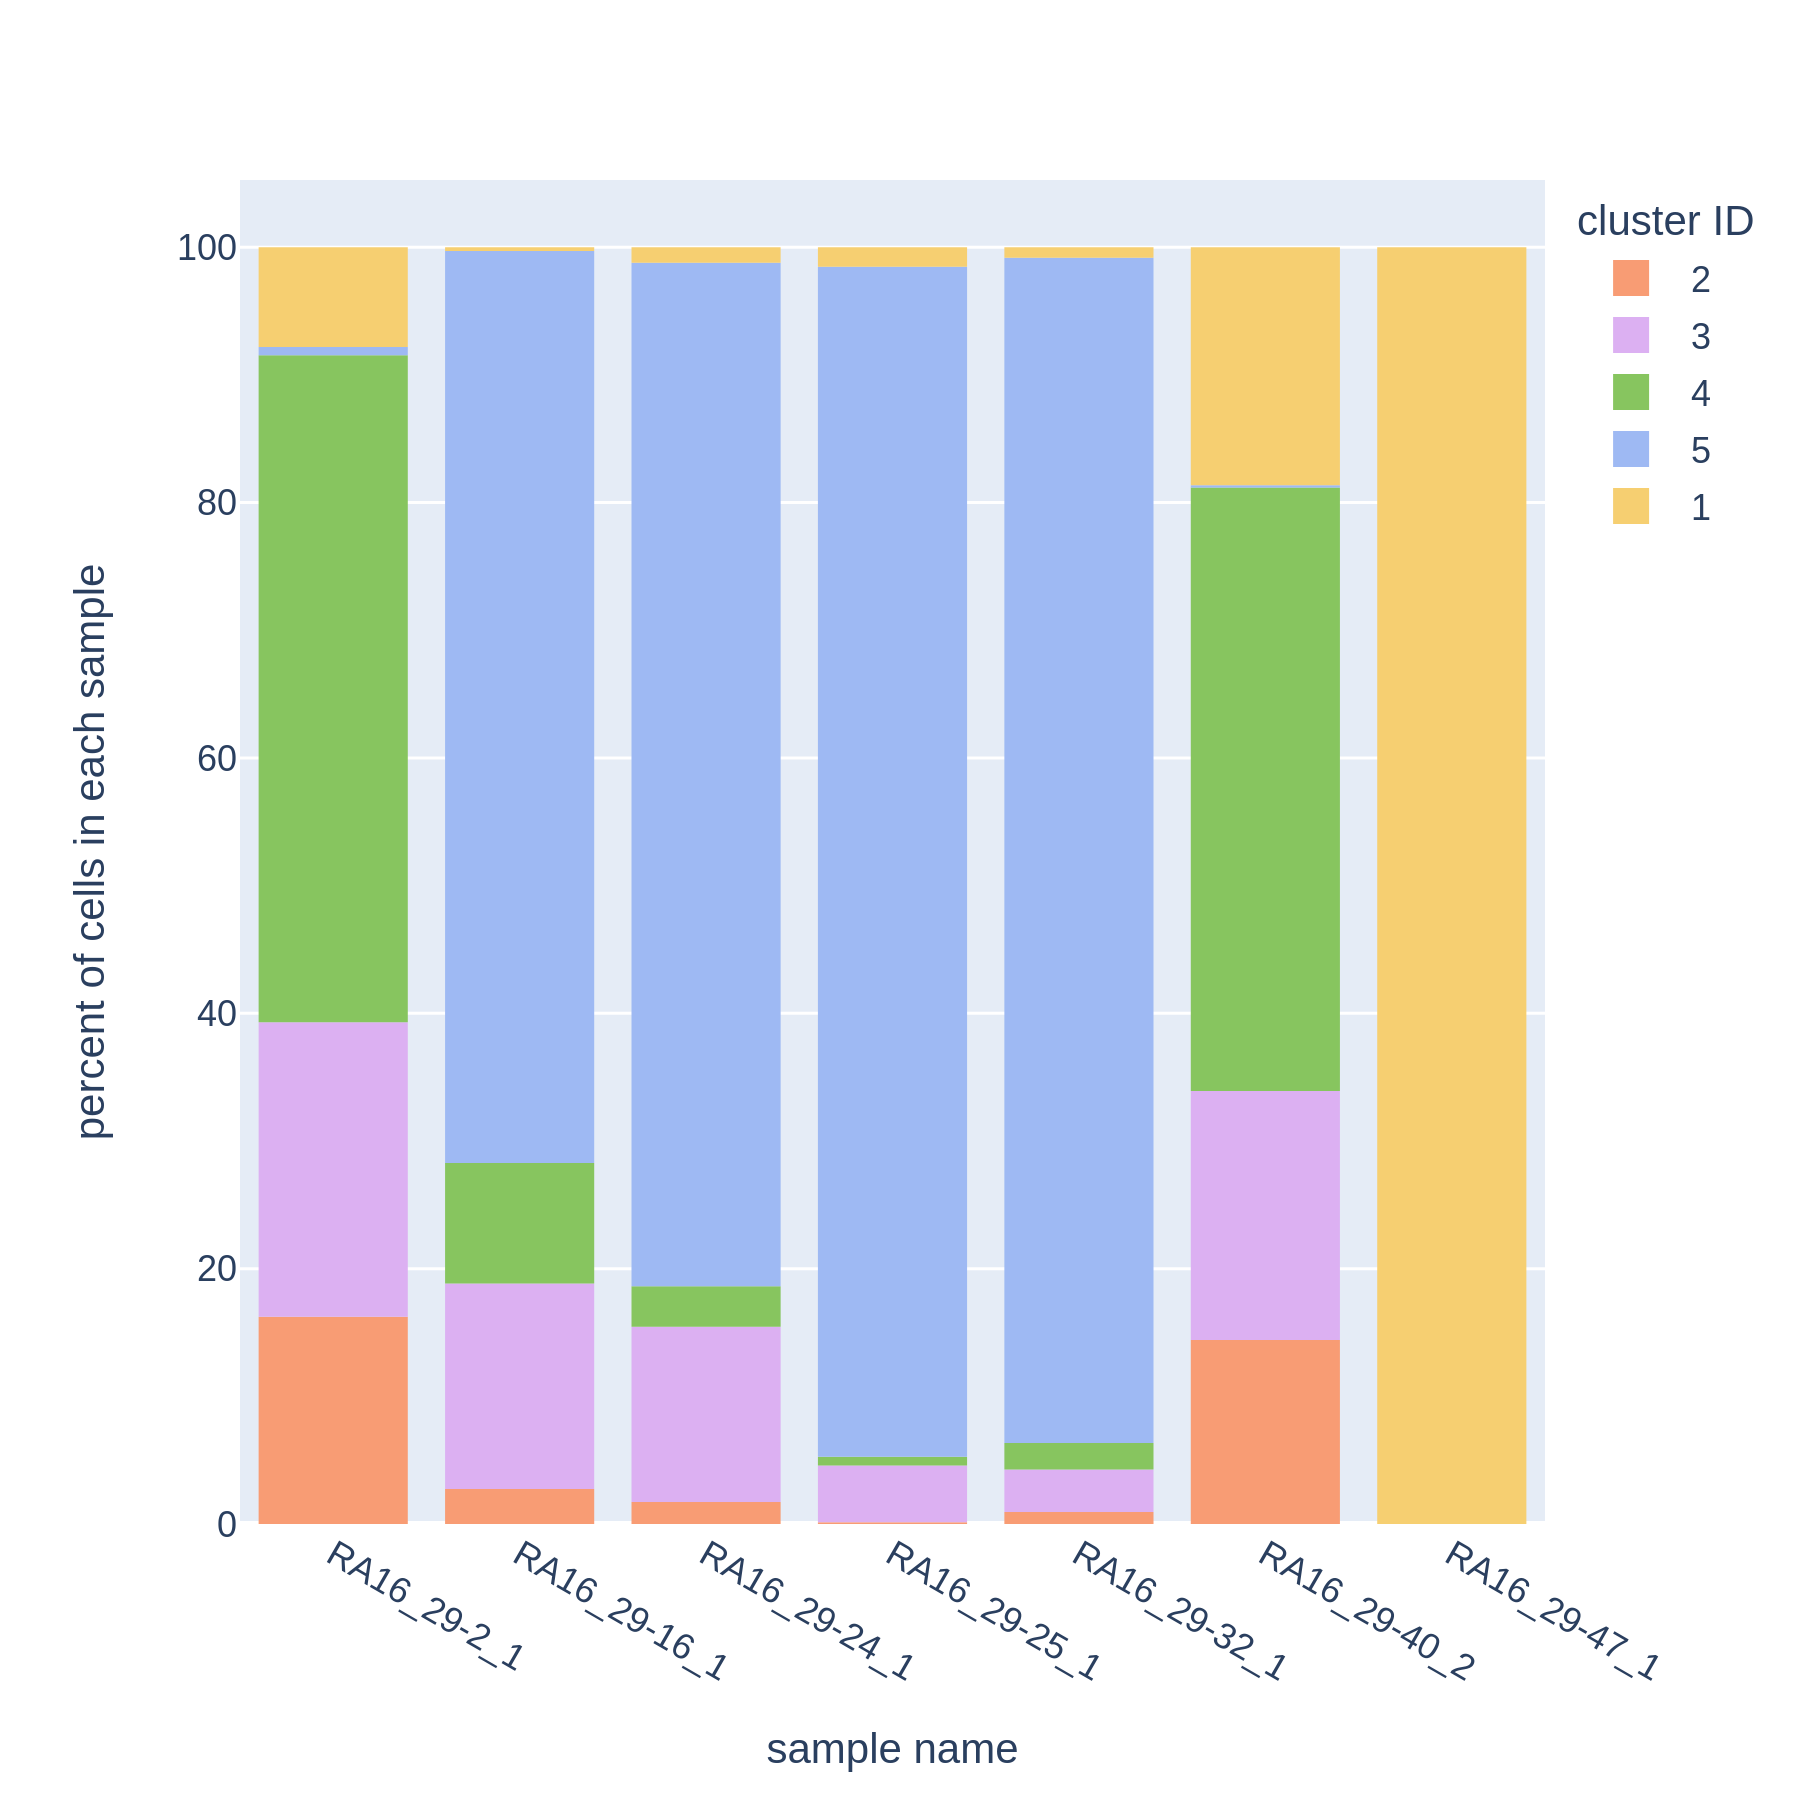 cluster ID
2
3
4
5
1
100
80
60
40
20
0
percent of cells in each sample
RA16_29-2_1
RA16_29-16_1
RA16_29-24_1
RA16_29-25_1
RA16_29-32_1
RA16_29-40_2
RA16_29-47_1
sample name